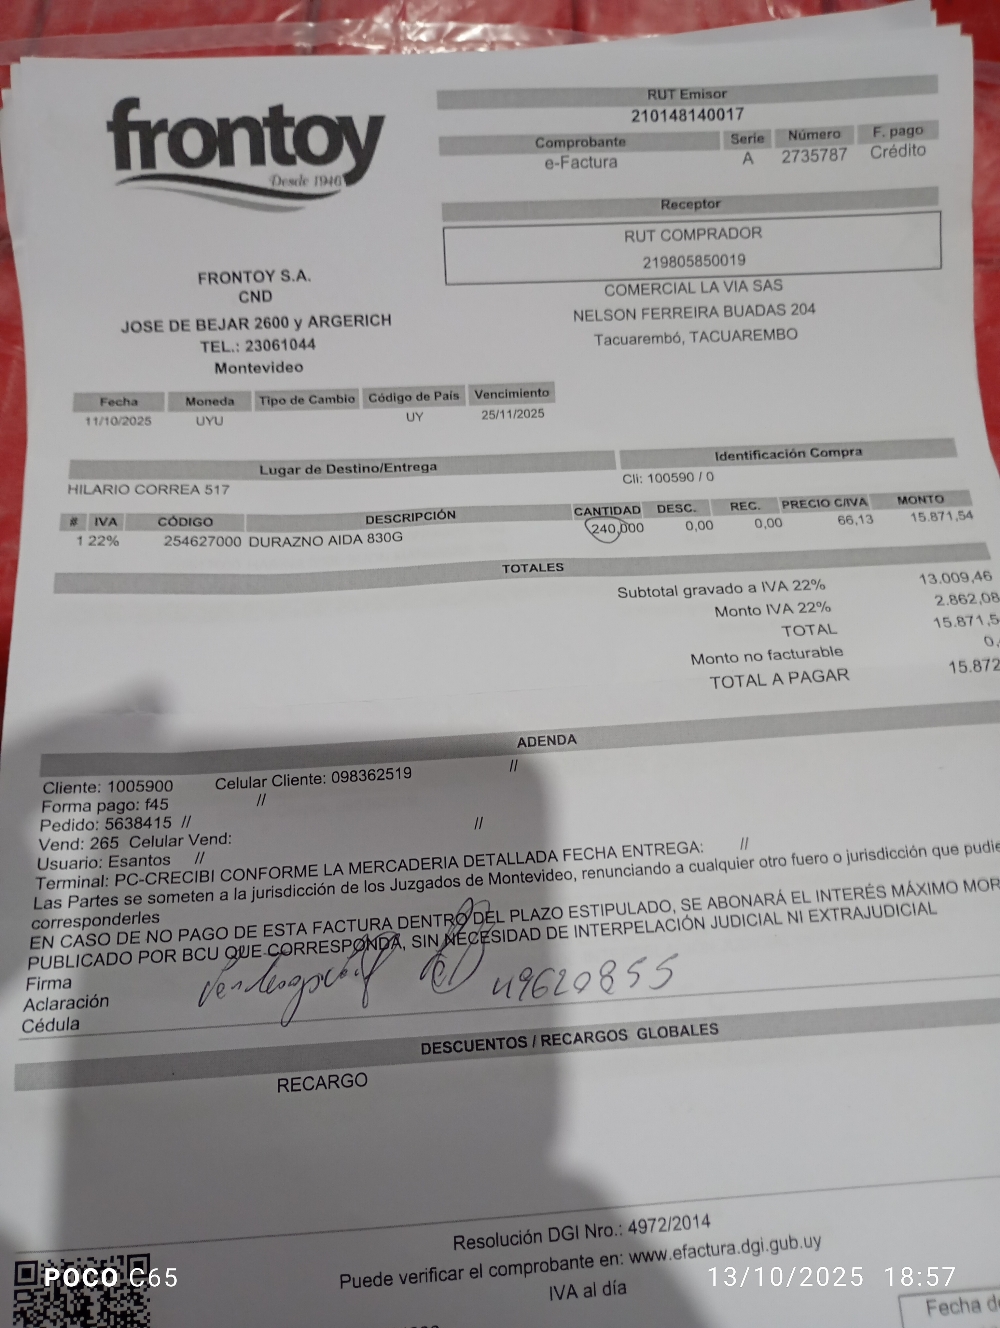 frontoy
Desde 1946
RUT Emisor
210148140017
Comprobante Serie Número F. pago
e-Factura A 2735787 Crédito
Receptor
RUT COMPRADOR
219805850019
COMERCIAL LA VIA SAS
NELSON FERREIRA BUADAS 204
Tacuarembó, TACUAREMBO
FRONTOY S.A.
CND
JOSE DE BEJAR 2600 y ARGERICH
TEL.: 23061044
Montevideo
Fecha Moneda Tipo de Cambio Código de País Vencimiento
11/10/2025 UYU UY 25/11/2025
Lugar de Destino/Entrega Identificación Compra
HILARIO CORREA 517 Cli: 100590 / 0
# IVA CÓDIGO DESCRIPCIÓN CANTIDAD DESC. REC. PRECIO C/IVA MONTO
1 22% 254627000 DURAZNO AIDA 830G 240,000 0,00 0,00 66,13 15.871,54
TOTALES
Subtotal gravado a IVA 22% 13.009,46
Monto IVA 22% 2.862,08
TOTAL 15.871,5
Monto no facturable 0,
TOTAL A PAGAR 15.872
ADENDA
Cliente: 1005900 Celular Cliente: 098362519 //
Forma pago: f45 //
Pedido: 5638415 //
Vend: 265 Celular Vend: //
Usuario: Esantos //
Terminal: PC-CRECIBI CONFORME LA MERCADERIA DETALLADA FECHA ENTREGA: //
Las Partes se someten a la jurisdicción de los Juzgados de Montevideo, renunciando a cualquier otro fuero o jurisdicción que pudie
corresponderles
EN CASO DE NO PAGO DE ESTA FACTURA DENTRO DEL PLAZO ESTIPULADO, SE ABONARÁ EL INTERÉS MÁXIMO MOR
PUBLICADO POR BCU QUE CORRESPONDA, SIN NECESIDAD DE INTERPELACIÓN JUDICIAL NI EXTRAJUDICIAL
Firma
Aclaración 49620855
Cédula
DESCUENTOS / RECARGOS GLOBALES
RECARGO
Resolución DGI Nro.: 4972/2014
Puede verificar el comprobante en: www.efactura.dgi.gub.uy
IVA al día
Fecha de
POCO C65
13/10/2025 18:57